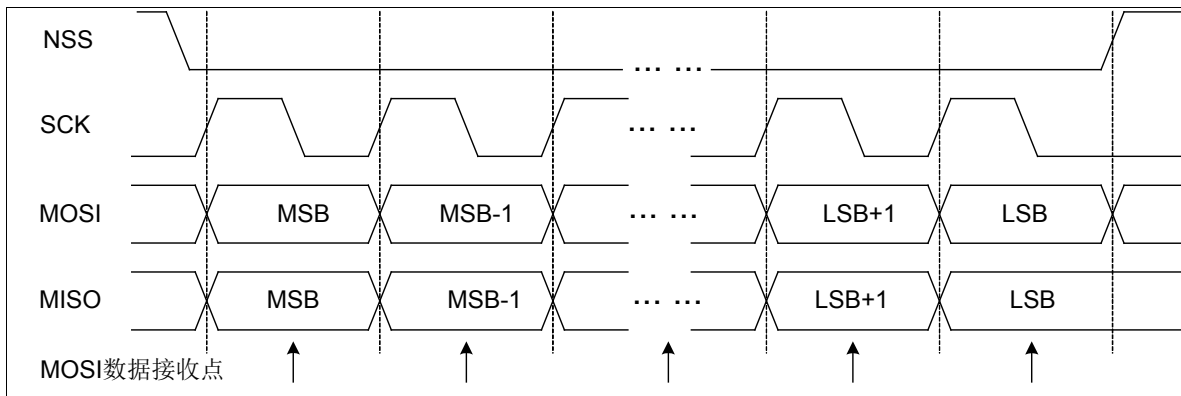 NSS
... ...
SCK
... ...
MOSI MSB MSB-1 ... ... LSB+1 LSB
MISO MSB MSB-1 ... ... LSB+1 LSB
MOSI数据接收点